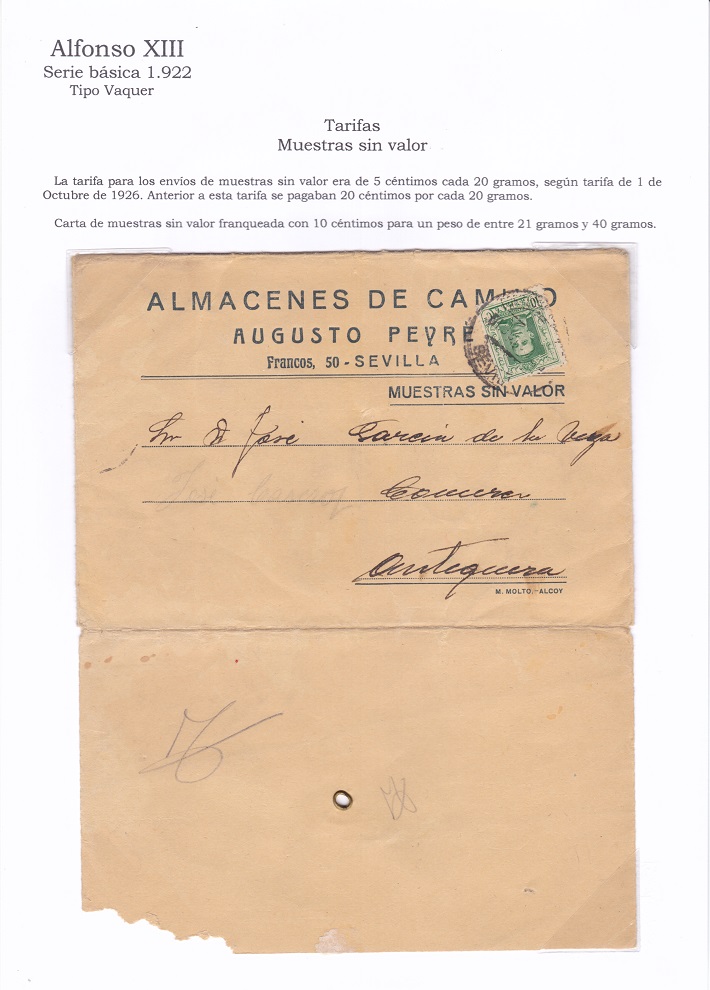 Alfonso XIII
Serie básica 1.922
Tipo Vaquer
Tarifas
Muestras sin valor
La tarifa para los envíos de muestras sin valor era de 5 céntimos cada 20 gramos, según tarifa de 1 de
Octubre de 1926. Anterior a esta tarifa se pagaban 20 céntimos por cada 20 gramos.
Carta de muestras sin valor franqueada con 10 céntimos para un peso de entre 21 gramos y 40 gramos.
ALMACENES DE CAMINO
AUGUSTO PEYRE
Francos, 50 - SEVILLA
MUESTRAS SIN VALOR
Sr D José Garcia de la Vega
Antequera
M. MOLTO.-ALCOY